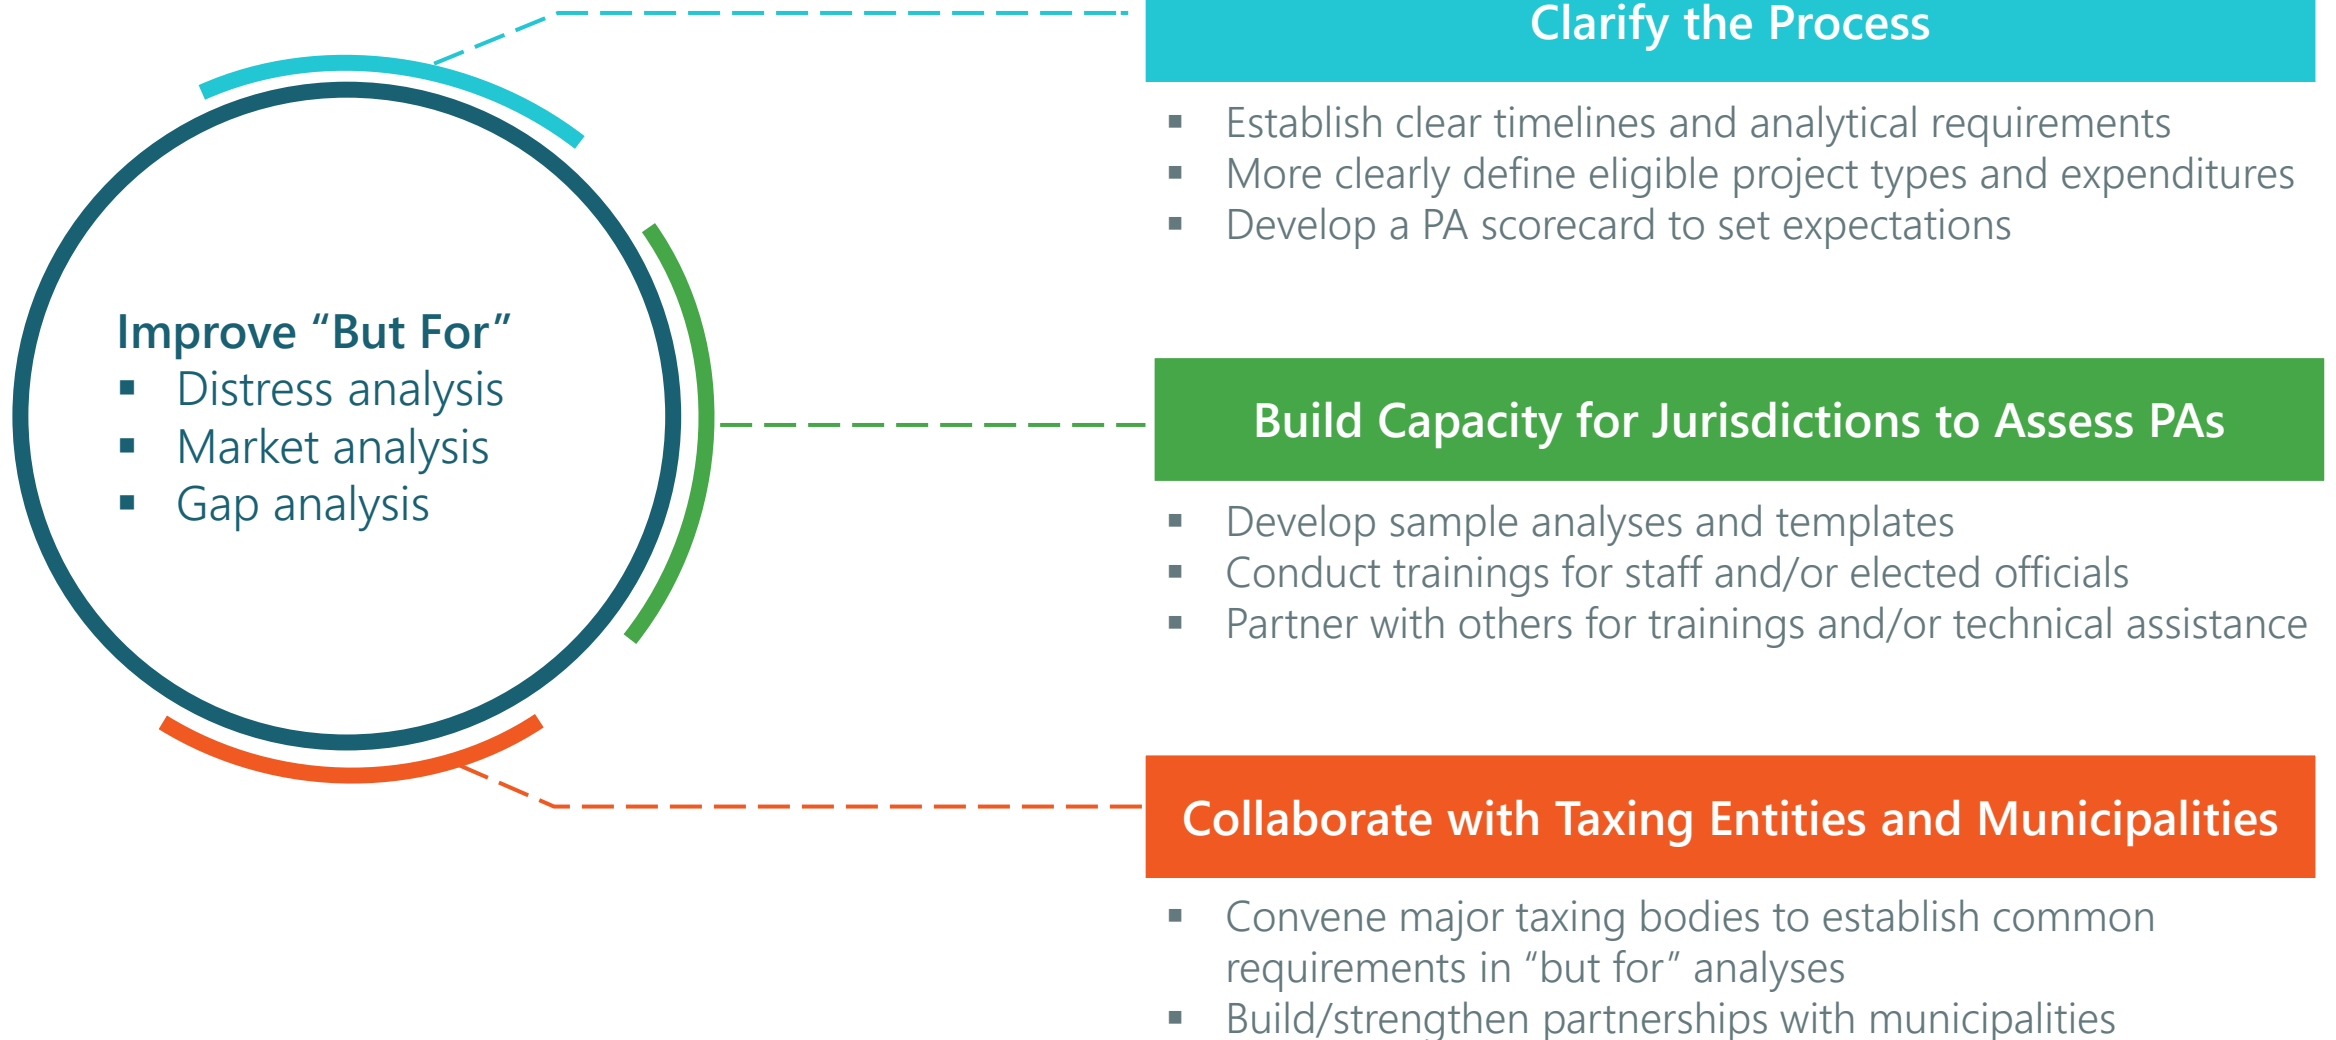 Improve “But For”
▪ Distress analysis
▪ Market analysis
▪ Gap analysis
Clarify the Process
▪ Establish clear timelines and analytical requirements
▪ More clearly define eligible project types and expenditures
▪ Develop a PA scorecard to set expectations
Build Capacity for Jurisdictions to Assess PAs
▪ Develop sample analyses and templates
▪ Conduct trainings for staff and/or elected officials
▪ Partner with others for trainings and/or technical assistance
Collaborate with Taxing Entities and Municipalities
▪ Convene major taxing bodies to establish common
requirements in “but for” analyses
▪ Build/strengthen partnerships with municipalities